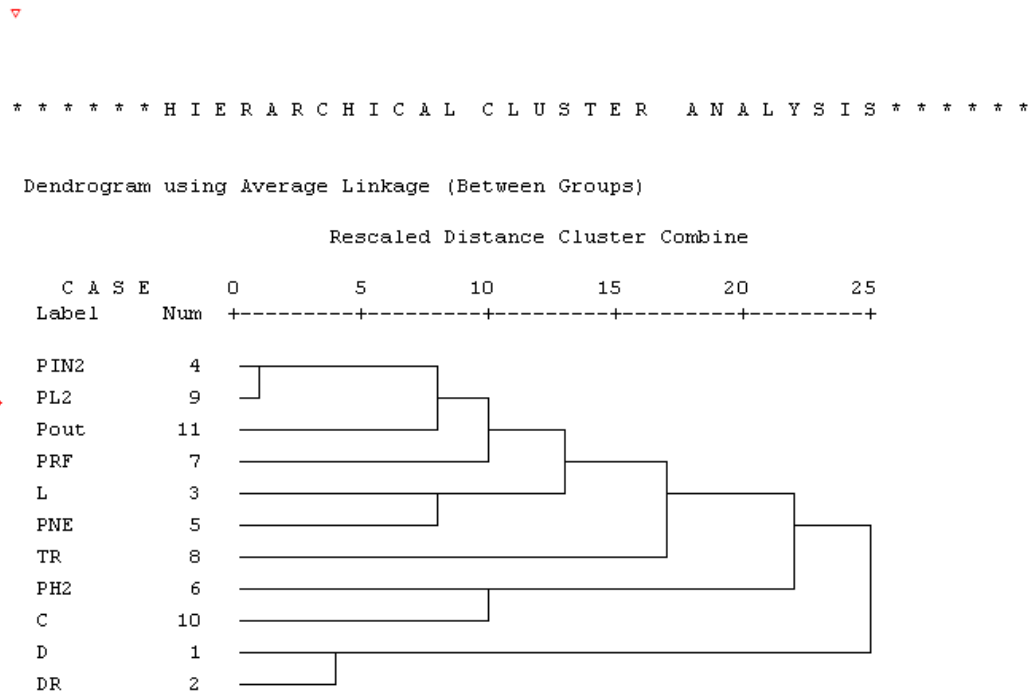 * * * * * * H I E R A R C H I C A L   C L U S T E R   A N A L Y S I S * * * * * *
Dendrogram using Average Linkage (Between Groups)
Rescaled Distance Cluster Combine
C A S E 0 5 10 15 20 25
Label Num +---------+---------+---------+---------+---------+
PIN2 4
PL2 9
Pout 11
PRF 7
L 3
PNE 5
TR 8
PH2 6
C 10
D 1
DR 2